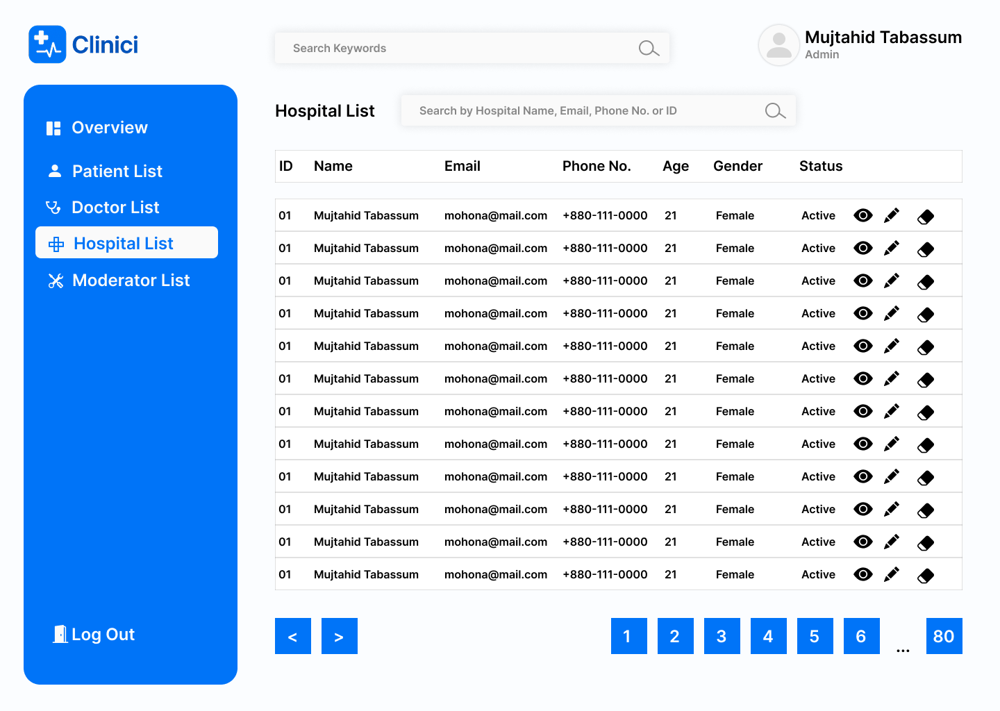 Clinici
Search Keywords
Mujtahid Tabassum
Admin
Overview
Patient List
Doctor List
Hospital List
Moderator List
Log Out
Hospital List
Search by Hospital Name, Email, Phone No. or ID
ID Name Email Phone No. Age Gender Status
01 Mujtahid Tabassum mohona@mail.com +880-111-0000 21 Female Active
01 Mujtahid Tabassum mohona@mail.com +880-111-0000 21 Female Active
01 Mujtahid Tabassum mohona@mail.com +880-111-0000 21 Female Active
01 Mujtahid Tabassum mohona@mail.com +880-111-0000 21 Female Active
01 Mujtahid Tabassum mohona@mail.com +880-111-0000 21 Female Active
01 Mujtahid Tabassum mohona@mail.com +880-111-0000 21 Female Active
01 Mujtahid Tabassum mohona@mail.com +880-111-0000 21 Female Active
01 Mujtahid Tabassum mohona@mail.com +880-111-0000 21 Female Active
01 Mujtahid Tabassum mohona@mail.com +880-111-0000 21 Female Active
01 Mujtahid Tabassum mohona@mail.com +880-111-0000 21 Female Active
01 Mujtahid Tabassum mohona@mail.com +880-111-0000 21 Female Active
01 Mujtahid Tabassum mohona@mail.com +880-111-0000 21 Female Active
< > 1 2 3 4 5 6 ... 80